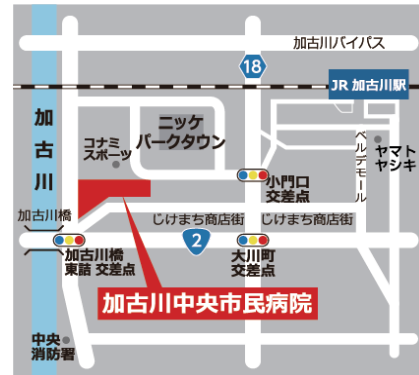 加古川バイパス
18
JR 加古川駅
加古川
コナミ
スポーツ
ニッケ
パークタウン
ベルデモール
ヤマト
ヤシキ
小門口
交差点
加古川橋
じけまち商店街
じけまち商店街
2
加古川橋
東詰 交差点
大川町
交差点
加古川中央市民病院
中央
消防署